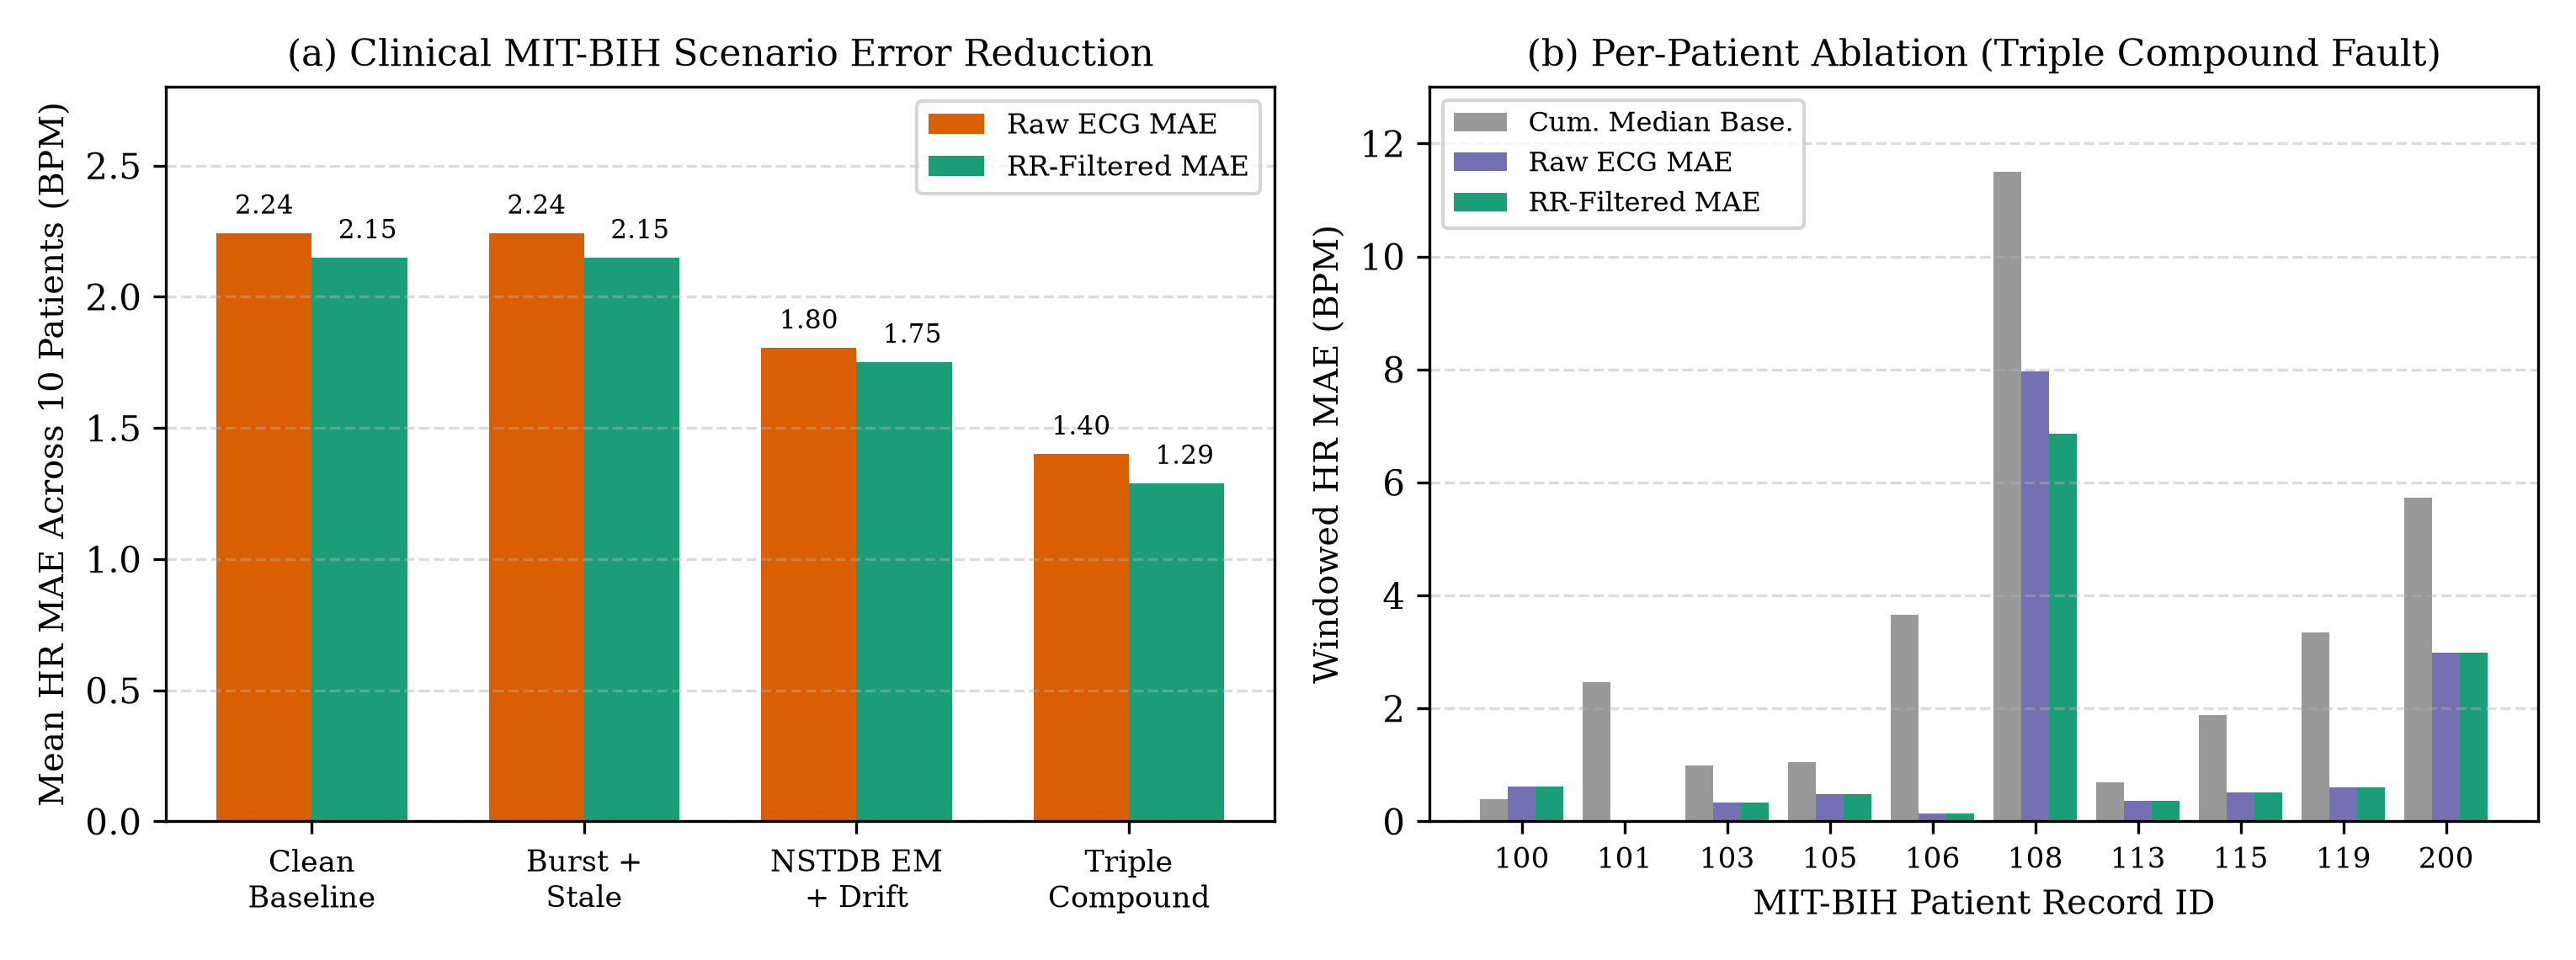 (a) Clinical MIT-BIH Scenario Error Reduction
Mean HR MAE Across 10 Patients (BPM)
2.5
2.0
1.5
1.0
0.5
0.0
Raw ECG MAE
RR-Filtered MAE
2.24
2.15
2.24
2.15
1.80
1.75
1.40
1.29
Clean
Baseline
Burst +
Stale
NSTDB EM
+ Drift
Triple
Compound
(b) Per-Patient Ablation (Triple Compound Fault)
Windowed HR MAE (BPM)
12
10
8
6
4
2
0
Cum. Median Base.
Raw ECG MAE
RR-Filtered MAE
100
101
103
105
106
108
113
115
119
200
MIT-BIH Patient Record ID